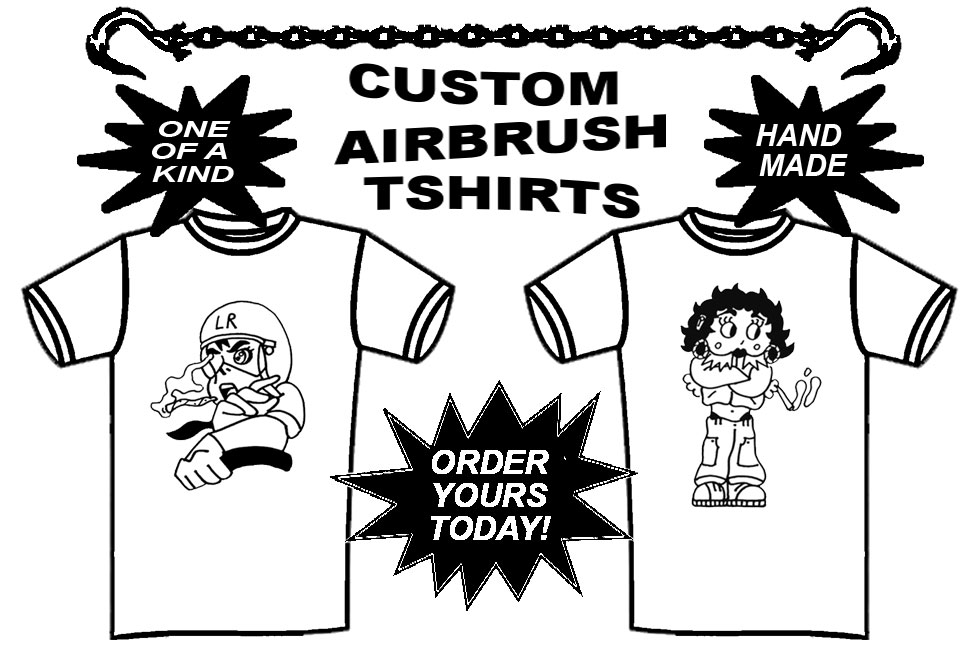 CUSTOM
AIRBRUSH
TSHIRTS
ONE
OF A
KIND
HAND
MADE
LR
ORDER
YOURS
TODAY!